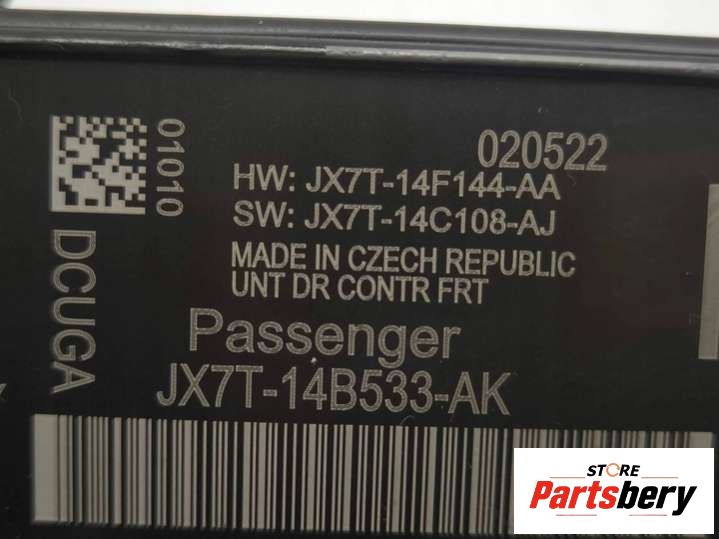 01010
020522
HW: JX7T-14F144-AA
SW: JX7T-14C108-AJ
MADE IN CZECH REPUBLIC
UNT DR CONTR FRT
DCUGA
Passenger
JX7T-14B533-AK
STORE
Partsbery